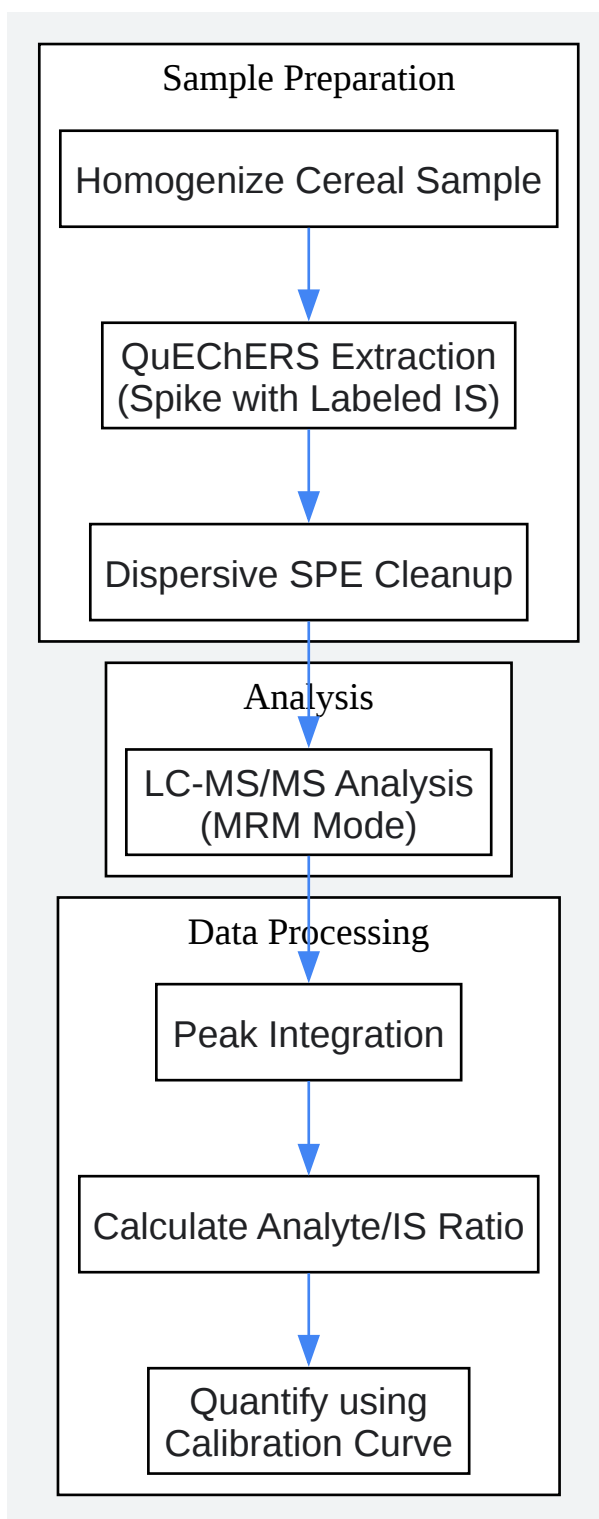 Sample Preparation
Homogenize Cereal Sample
QuEChERS Extraction
(Spike with Labeled IS)
Dispersive SPE Cleanup
Analysis
LC-MS/MS Analysis
(MRM Mode)
Data Processing
Peak Integration
Calculate Analyte/IS Ratio
Quantify using
Calibration Curve